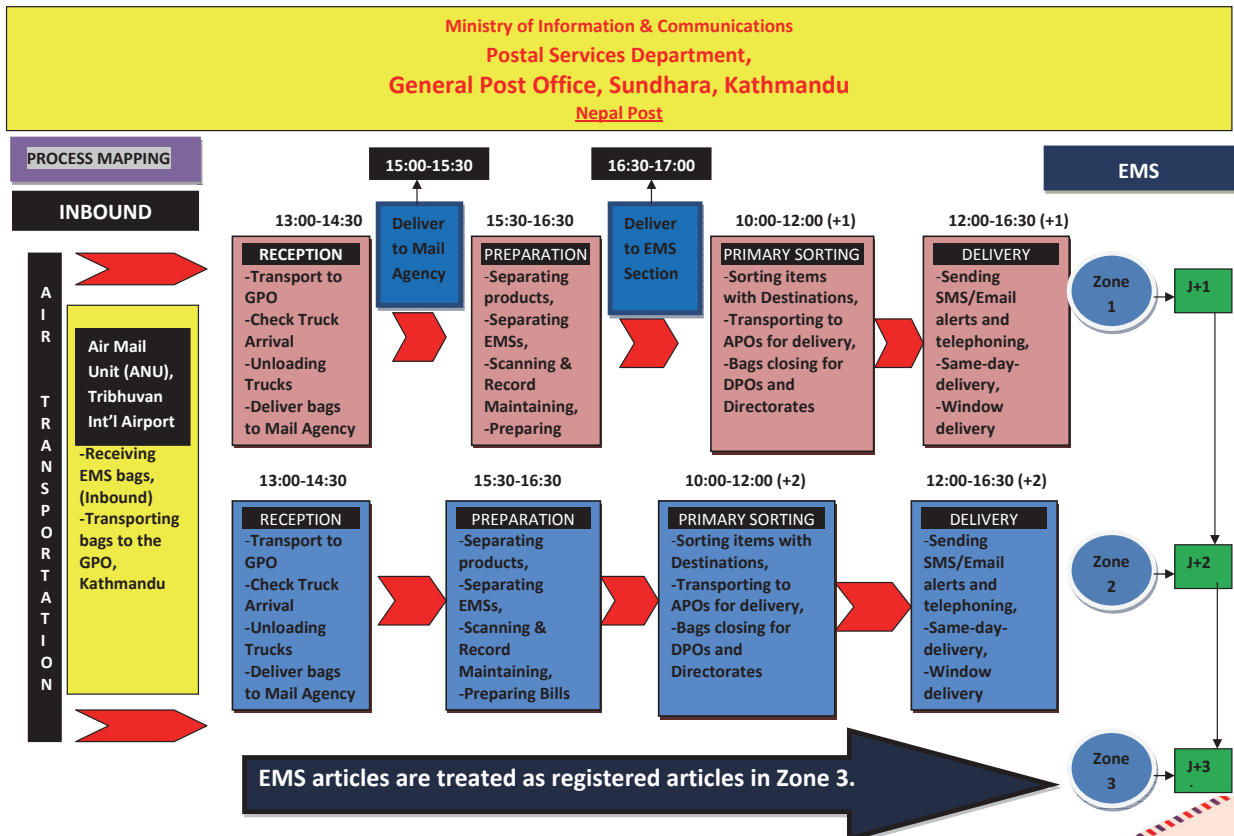 Ministry of Information & Communications
Postal Services Department,
General Post Office, Sundhara, Kathmandu
Nepal Post
PROCESS MAPPING
15:00-15:30
16:30-17:00
EMS
INBOUND
A
I
R
T
R
A
N
S
P
O
R
T
A
T
I
O
N
Air Mail
Unit (ANU),
Tribhuvan
Int'l Airport
-Receiving
EMS bags,
(Inbound)
-Transporting
bags to the
GPO,
Kathmandu
13:00-14:30
RECEPTION
-Transport to
GPO
-Check Truck
Arrival
-Unloading
Trucks
-Deliver bags
to Mail Agency
Deliver
to Mail
Agency
15:30-16:30
PREPARATION
-Separating
products,
-Separating
EMSs,
-Scanning &
Record
Maintaining,
-Preparing
Deliver
to EMS
Section
10:00-12:00 (+1)
PRIMARY SORTING
-Sorting items
with Destinations,
-Transporting to
APOs for delivery,
-Bags closing for
DPOs and
Directorates
12:00-16:30 (+1)
DELIVERY
-Sending
SMS/Email
alerts and
telephoning,
-Same-day-
delivery,
-Window
delivery
Zone
1
J+1
13:00-14:30
RECEPTION
-Transport to
GPO
-Check Truck
Arrival
-Unloading
Trucks
-Deliver bags
to Mail Agency
15:30-16:30
PREPARATION
-Separating
products,
-Separating
EMSs,
-Scanning &
Record
Maintaining,
-Preparing Bills
10:00-12:00 (+2)
PRIMARY SORTING
-Sorting items with
Destinations,
-Transporting to
APOs for delivery,
-Bags closing for
DPOs and
Directorates
12:00-16:30 (+2)
DELIVERY
-Sending
SMS/Email
alerts and
telephoning,
-Same-day-
delivery,
-Window
delivery
Zone
2
J+2
EMS articles are treated as registered articles in Zone 3.
Zone
3
J+3
.